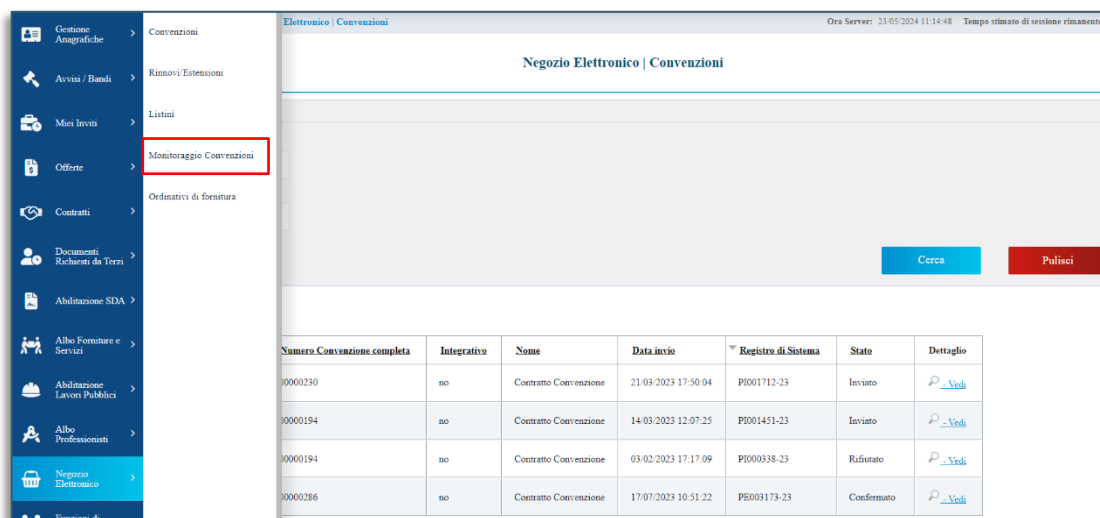 Elettronico | Convenzioni
Ora Server: 23/05/2024 11:14:48 Tempo stimato di sessione rimanente
Negozio Elettronico | Convenzioni
Gestione
Anagrafiche
Avvisi / Bandi
Miei Inviti
Offerte
Contratti
Documenti
Richiesti da Terzi
Abilitazione SDA
Albo Forniture e
Servizi
Abilitazione
Lavori Pubblici
Albo
Professionisti
Negozio
Elettronico
Funzioni di
Convenzioni
Rinnovi/Estensioni
Listini
Monitoraggio Convenzioni
Ordinativi di fornitura
Cerca Pulisci
Numero Convenzione completa Integrativo Nome Data invio Registro di Sistema Stato Dettaglio
00000230 no Contratto Convenzione 21/03/2023 17:50:04 PI001712-23 Inviato - Vedi
00000194 no Contratto Convenzione 14/03/2023 12:07:25 PI001451-23 Inviato - Vedi
00000194 no Contratto Convenzione 03/02/2023 17:17:09 PI000338-23 Rifiutato - Vedi
00000286 no Contratto Convenzione 17/07/2023 10:51:22 PE003173-23 Confermato - Vedi